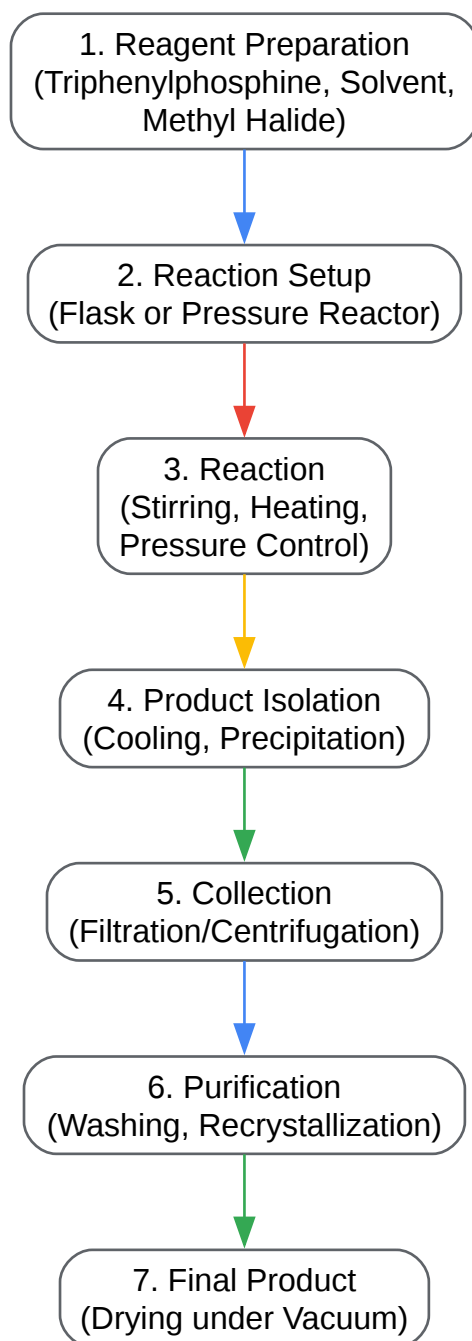 1. Reagent Preparation
(Triphenylphosphine, Solvent,
Methyl Halide)
2. Reaction Setup
(Flask or Pressure Reactor)
3. Reaction
(Stirring, Heating,
Pressure Control)
4. Product Isolation
(Cooling, Precipitation)
5. Collection
(Filtration/Centrifugation)
6. Purification
(Washing, Recrystallization)
7. Final Product
(Drying under Vacuum)